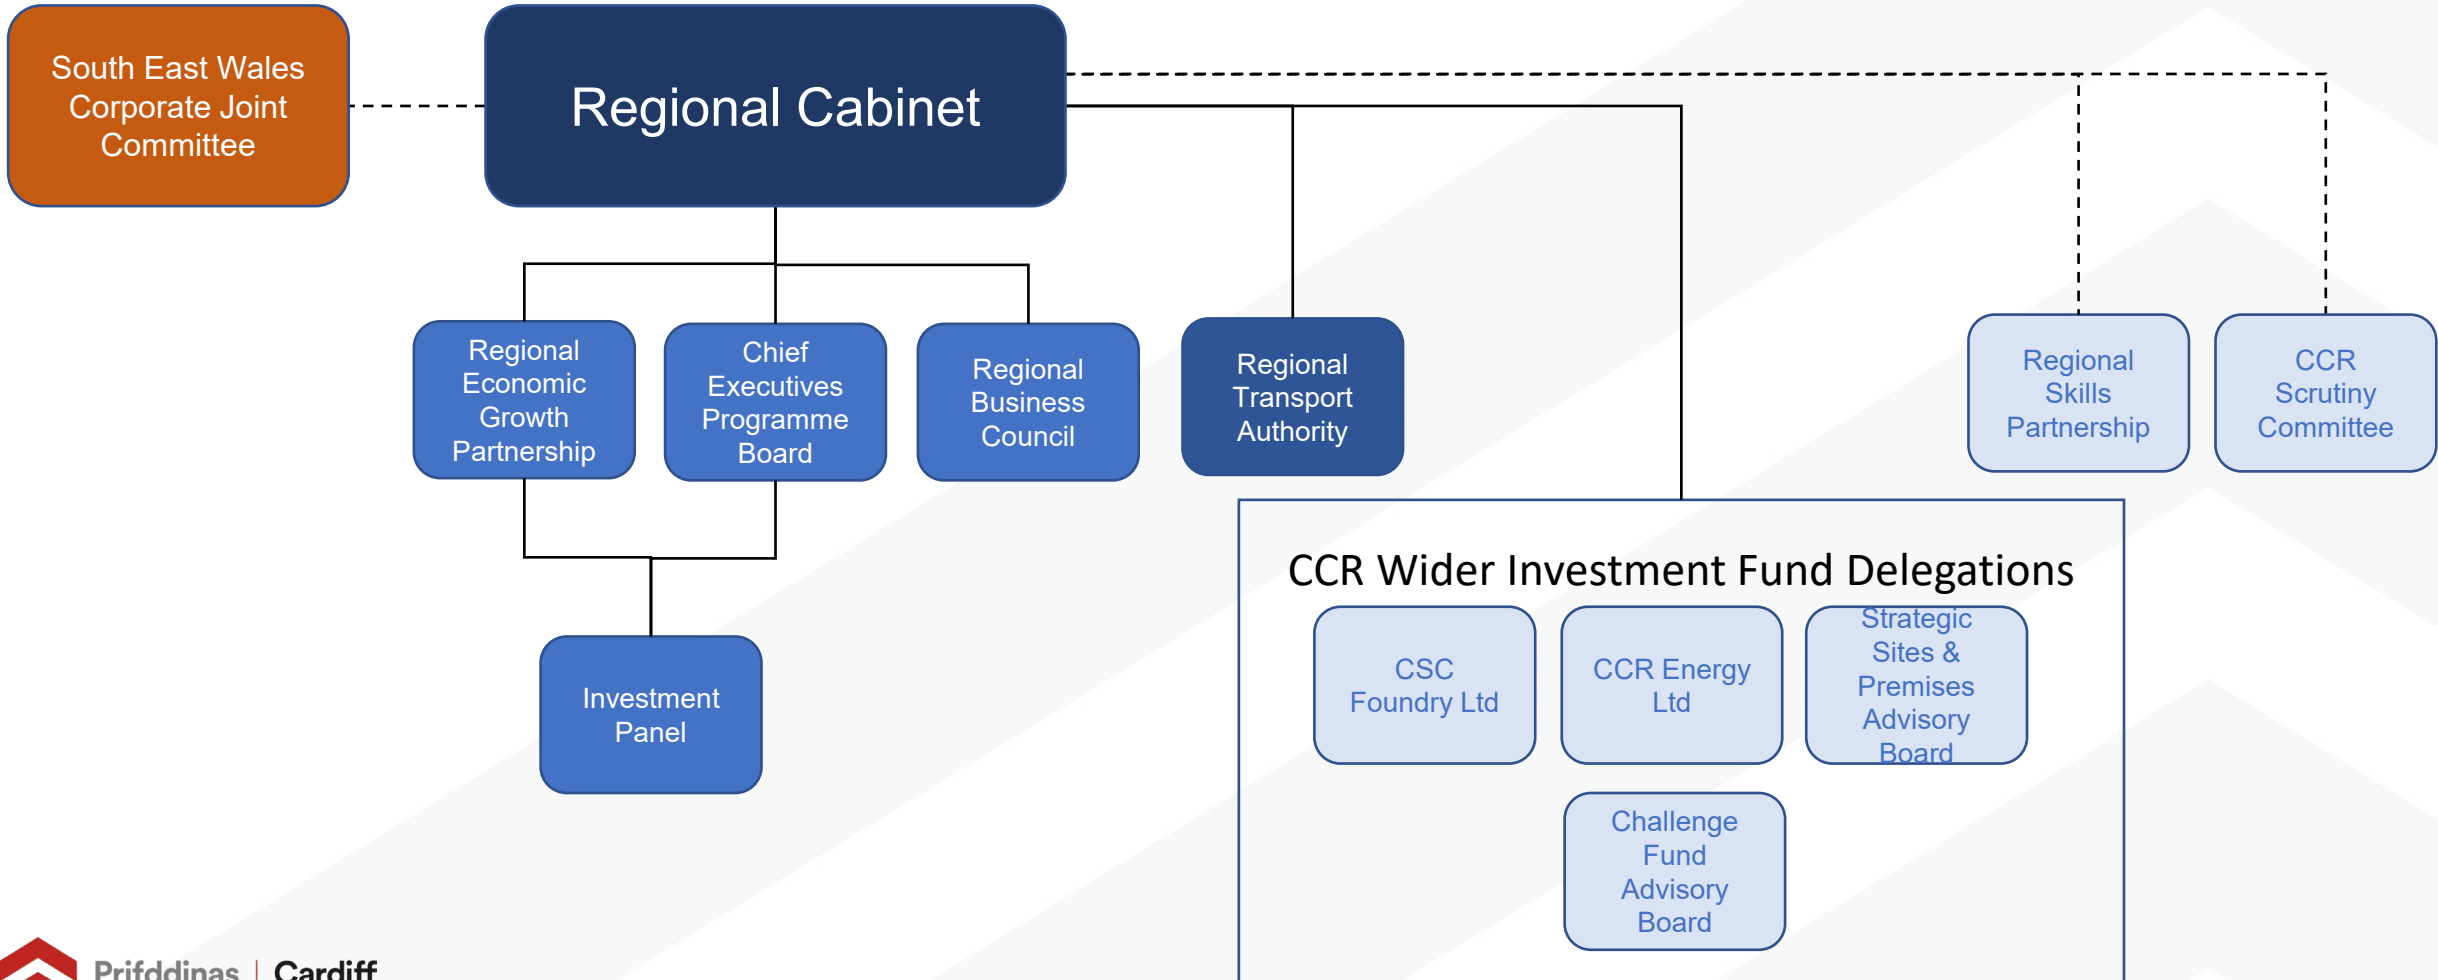 South East Wales
Corporate Joint
Committee
Regional Cabinet
Regional
Economic
Growth
Partnership
Chief
Executives
Programme
Board
Regional
Business
Council
Regional
Transport
Authority
Regional
Skills
Partnership
CCR
Scrutiny
Committee
Investment
Panel
CCR Wider Investment Fund Delegations
CSC
Foundry Ltd
CCR Energy
Ltd
Strategic
Sites &
Premises
Advisory
Board
Challenge
Fund
Advisory
Board
Prifddinas | Cardiff